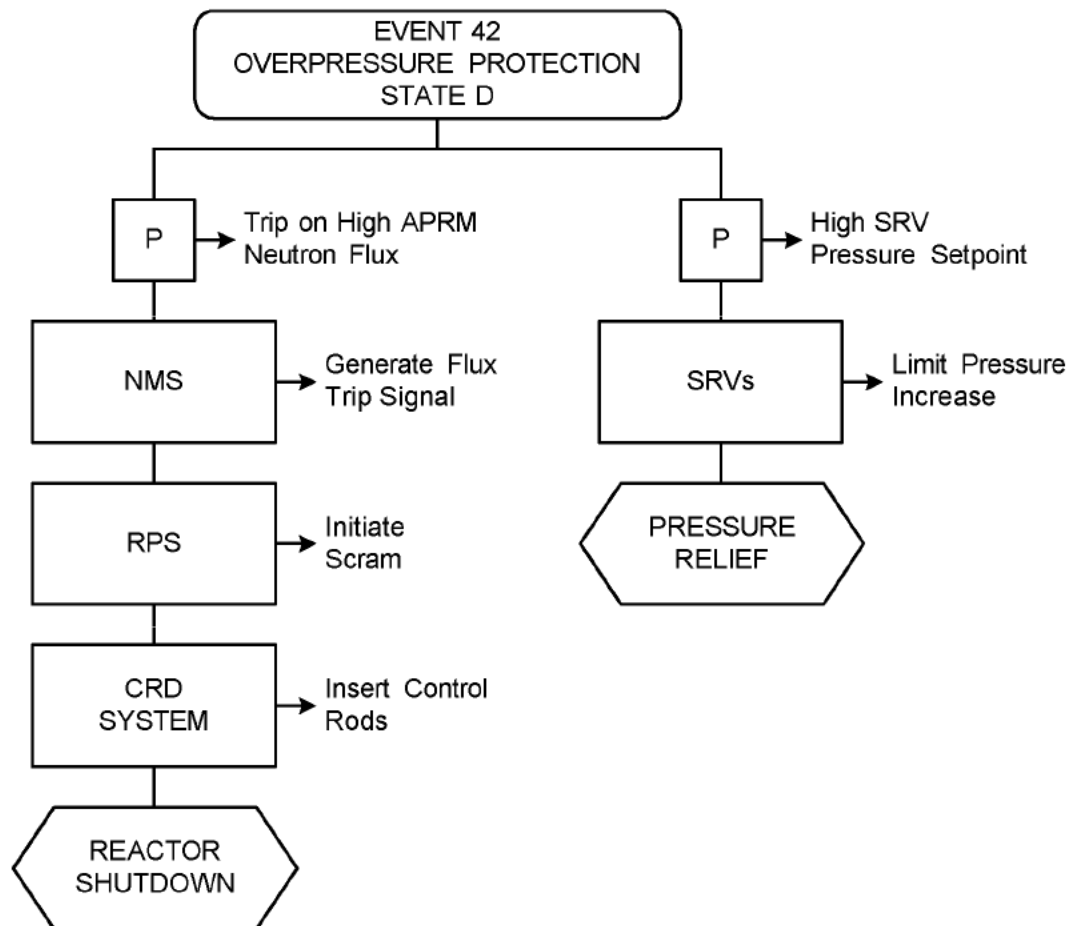 EVENT 42
OVERPRESSURE PROTECTION
STATE D
P
Trip on High APRM
Neutron Flux
P
High SRV
Pressure Setpoint
NMS
Generate Flux
Trip Signal
SRVs
Limit Pressure
Increase
RPS
Initiate
Scram
PRESSURE
RELIEF
CRD
SYSTEM
Insert Control
Rods
REACTOR
SHUTDOWN